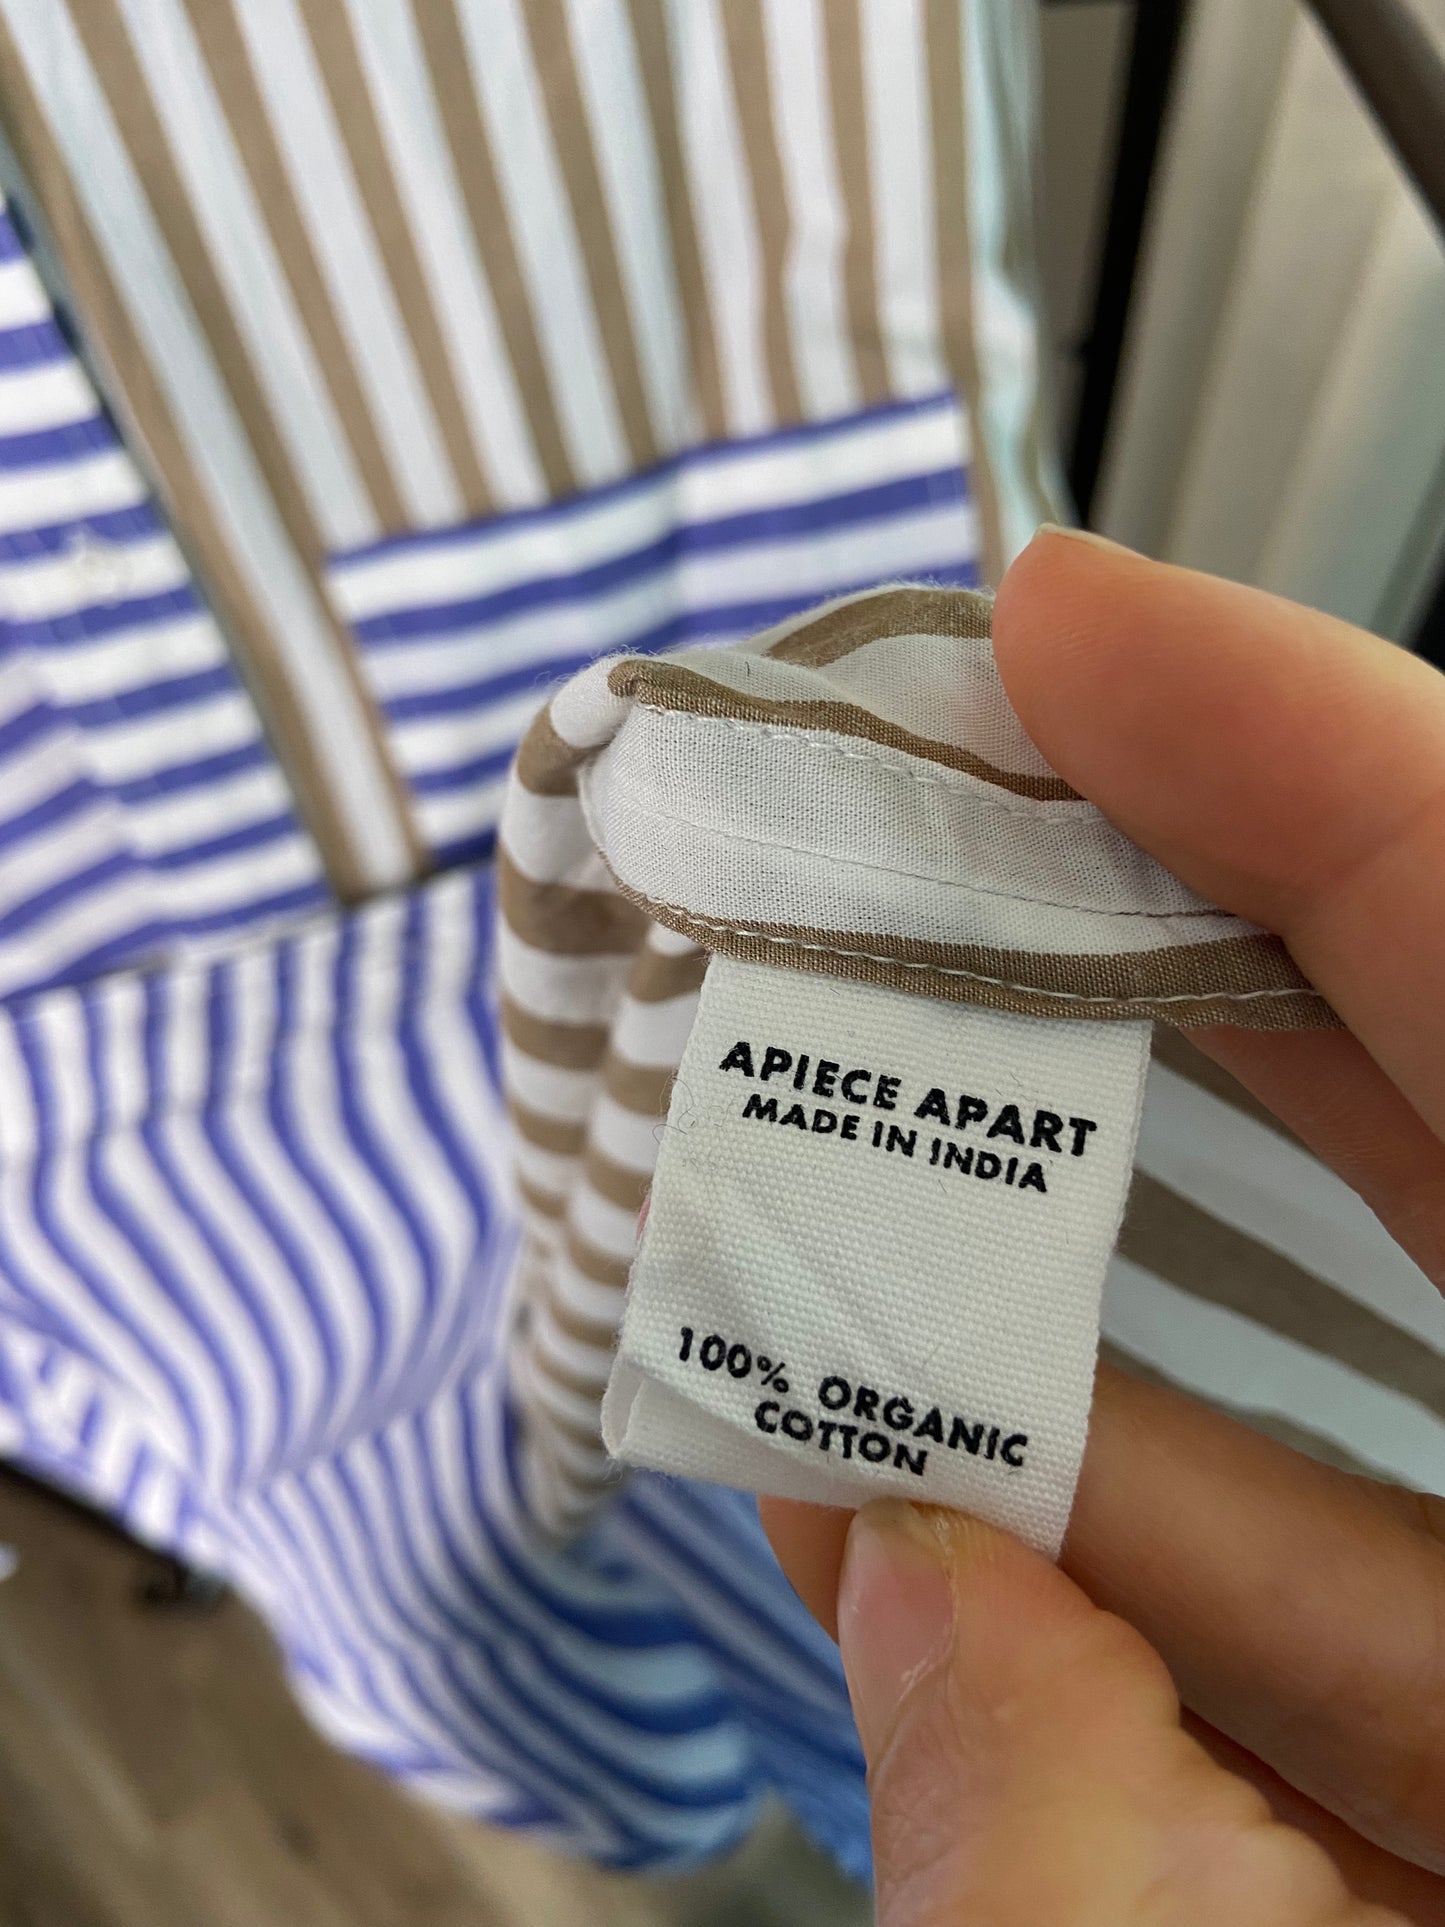 APIECE APART
MADE IN INDIA
100% ORGANIC
COTTON